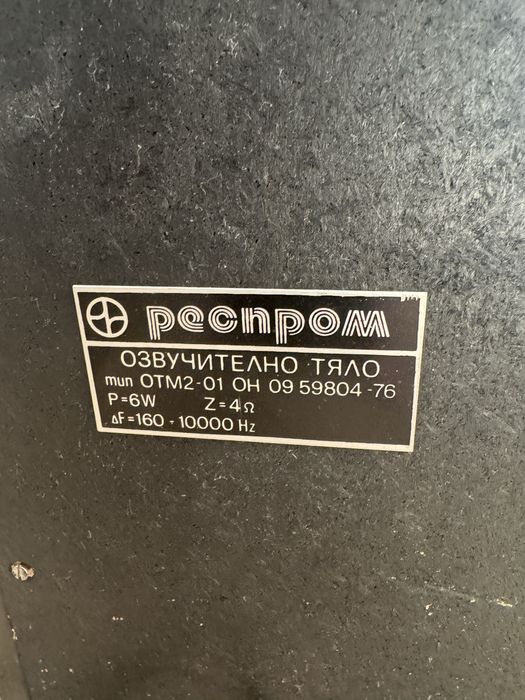 респром
ОЗВУЧИТЕЛНО ТЯЛО
тип ОТМ2-01 ОН 09 59804-76
P=6W Z=4Ω
ΔF=160-10000 Hz